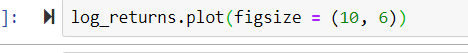 ]: log_returns.plot(figsize = (10, 6))